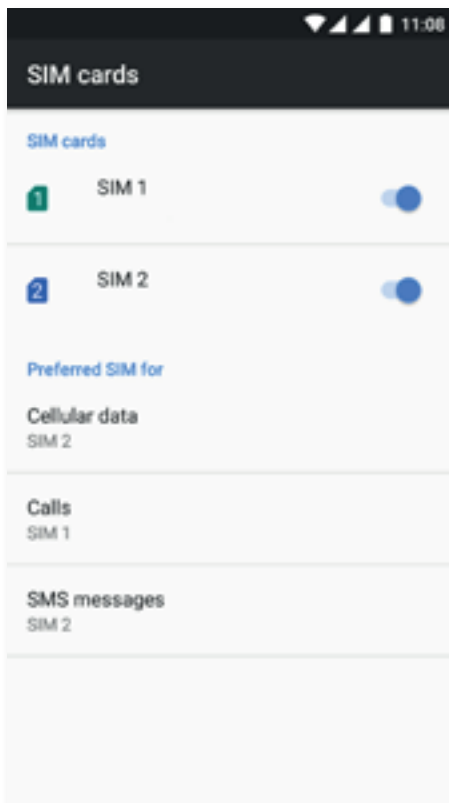 11:08
SIM cards
SIM cards
1
SIM 1
2
SIM 2
Preferred SIM for
Cellular data
SIM 2
Calls
SIM 1
SMS messages
SIM 2